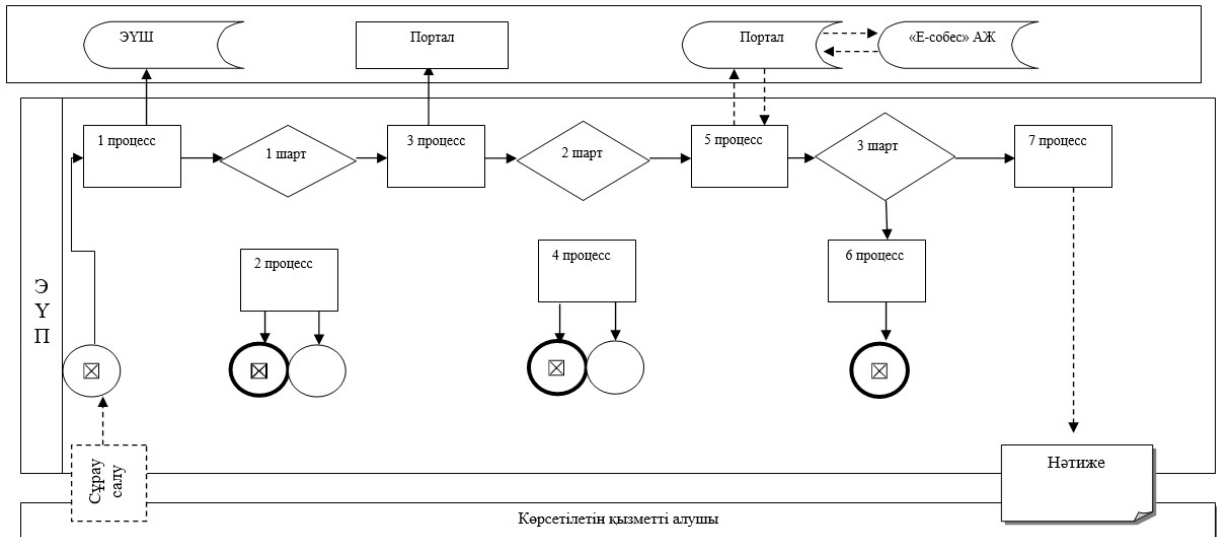 ЭҮШ
Портал
Портал
«Е-собес» АЖ
1 процесс
1 шарт
3 процесс
2 шарт
5 процесс
3 шарт
7 процесс
2 процесс
4 процесс
6 процесс
Э
Ү
П
Сұрау
салу
Нәтиже
Көрсетілетін қызметті алушы